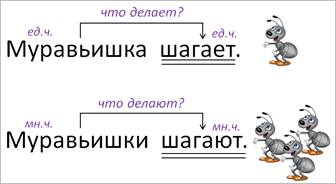 что делает?
ед.ч. ед.ч.
Муравьишка шагает.
что делают?
мн.ч. мн.ч.
Муравьишки шагают.